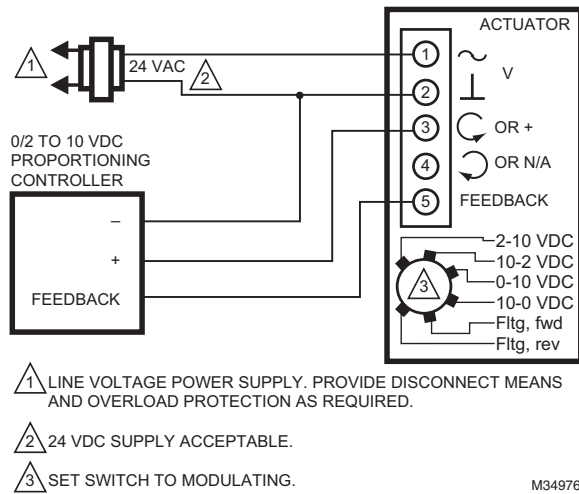 ACTUATOR
1
24 VAC
2
1
V
2
0/2 TO 10 VDC
PROPORTIONING
CONTROLLER
3
OR +
4
OR N/A
5
FEEDBACK
–
+
FEEDBACK
3
2-10 VDC
10-2 VDC
0-10 VDC
10-0 VDC
Fltg, fwd
Fltg, rev
1 LINE VOLTAGE POWER SUPPLY. PROVIDE DISCONNECT MEANS
AND OVERLOAD PROTECTION AS REQUIRED.
2 24 VDC SUPPLY ACCEPTABLE.
3 SET SWITCH TO MODULATING.
M34976